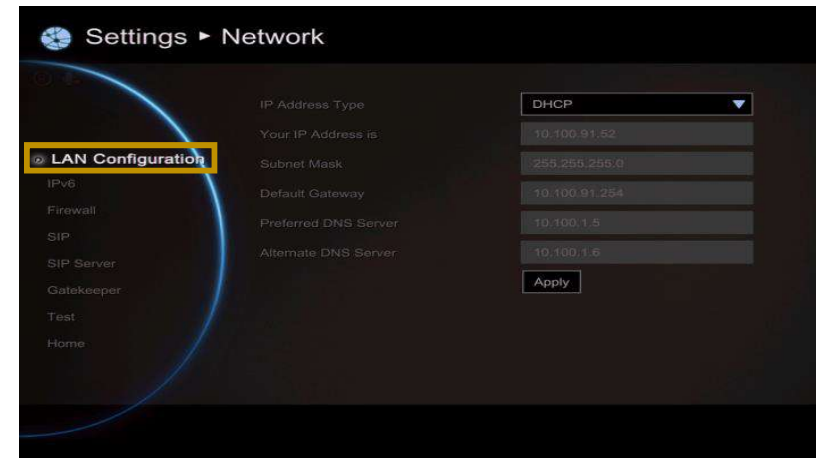 Settings ► Network
LAN Configuration
IPv6
Firewall
SIP
SIP Server
Gatekeeper
Test
Home
IP Address Type DHCP
Your IP Address is 10.100.91.52
Subnet Mask 255.255.255.0
Default Gateway 10.100.91.254
Preferred DNS Server 10.100.1.5
Alternate DNS Server 10.100.1.6
Apply